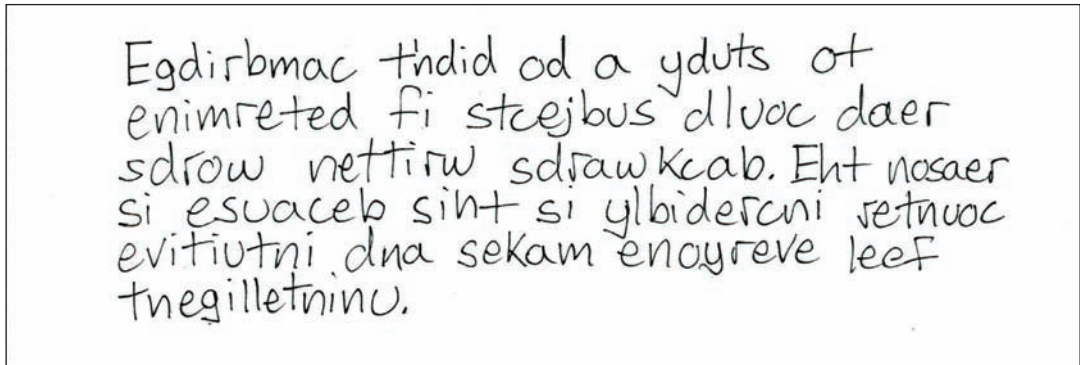 Egdirbmac t'ndid od a yduts ot
enimreted fi stcejbus dluoc daer
sdrow nettirw sdrawkcab. Eht nosaer
si esuaceb siht si ylbidercni retnuoc
evitiutni dna sekam enoyreve leef
tnegilletninu.